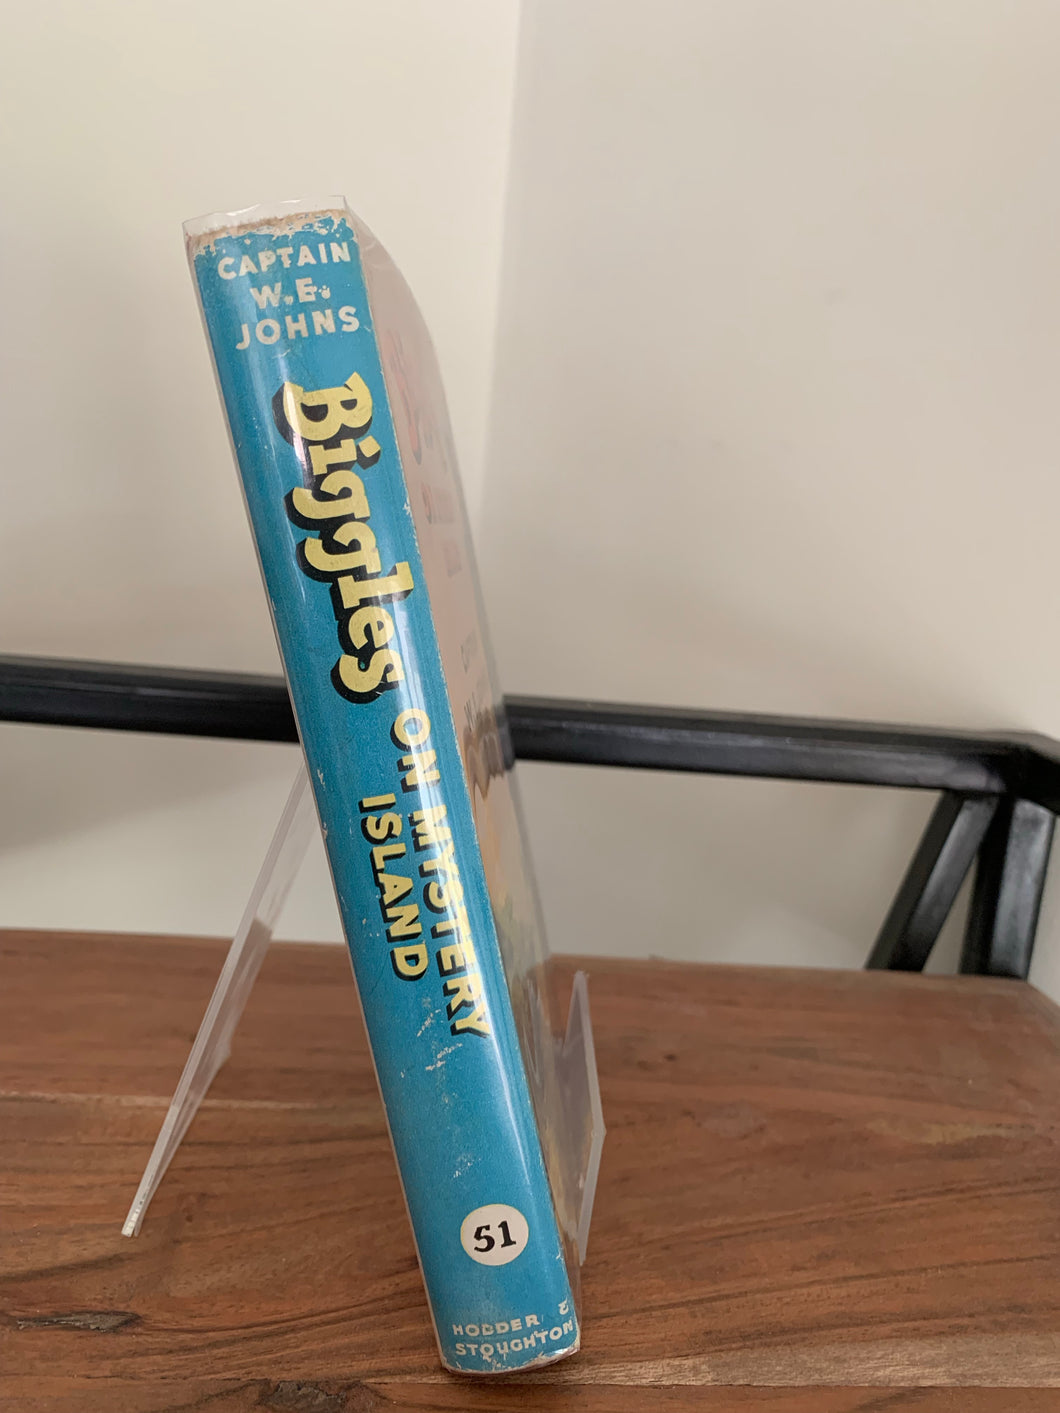 CAPTAIN
W.E.
JOHNS
Biggles ON MYSTERY
ISLAND
51
HODDER &
STOUGHTON